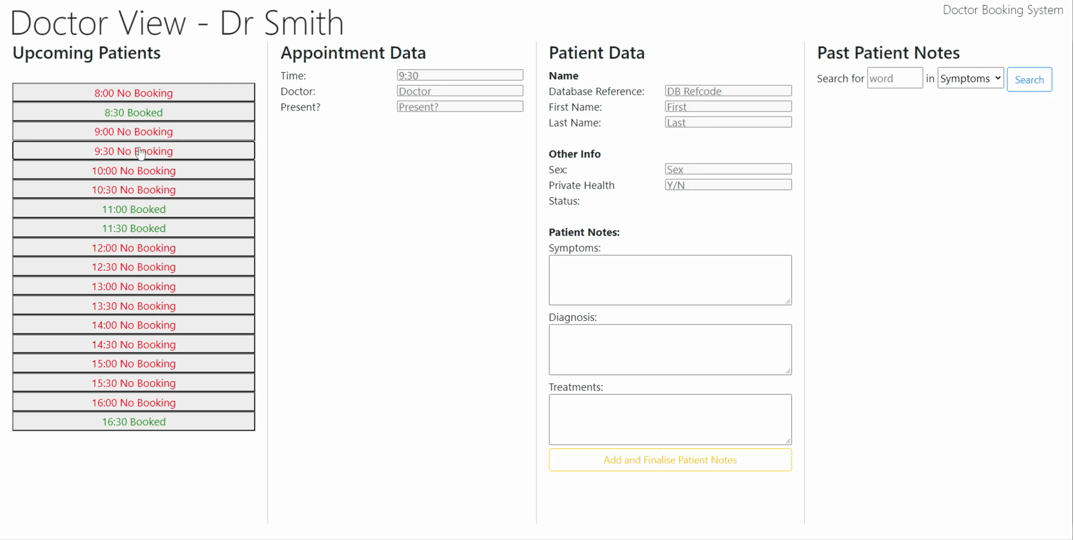 Doctor View - Dr Smith
Doctor Booking System
Upcoming Patients
8:00 No Booking
8:30 Booked
9:00 No Booking
9:30 No Booking
10:00 No Booking
10:30 No Booking
11:00 Booked
11:30 Booked
12:00 No Booking
12:30 No Booking
13:00 No Booking
13:30 No Booking
14:00 No Booking
14:30 No Booking
15:00 No Booking
15:30 No Booking
16:00 No Booking
16:30 Booked
Appointment Data
Time: 9:30
Doctor: Doctor
Present? Present?
Patient Data
Name
Database Reference: DB Refcode
First Name: First
Last Name: Last
Other Info
Sex: Sex
Private Health Y/N
Status:
Patient Notes:
Symptoms:
Diagnosis:
Treatments:
Add and Finalise Patient Notes
Past Patient Notes
Search for word in Symptoms Search